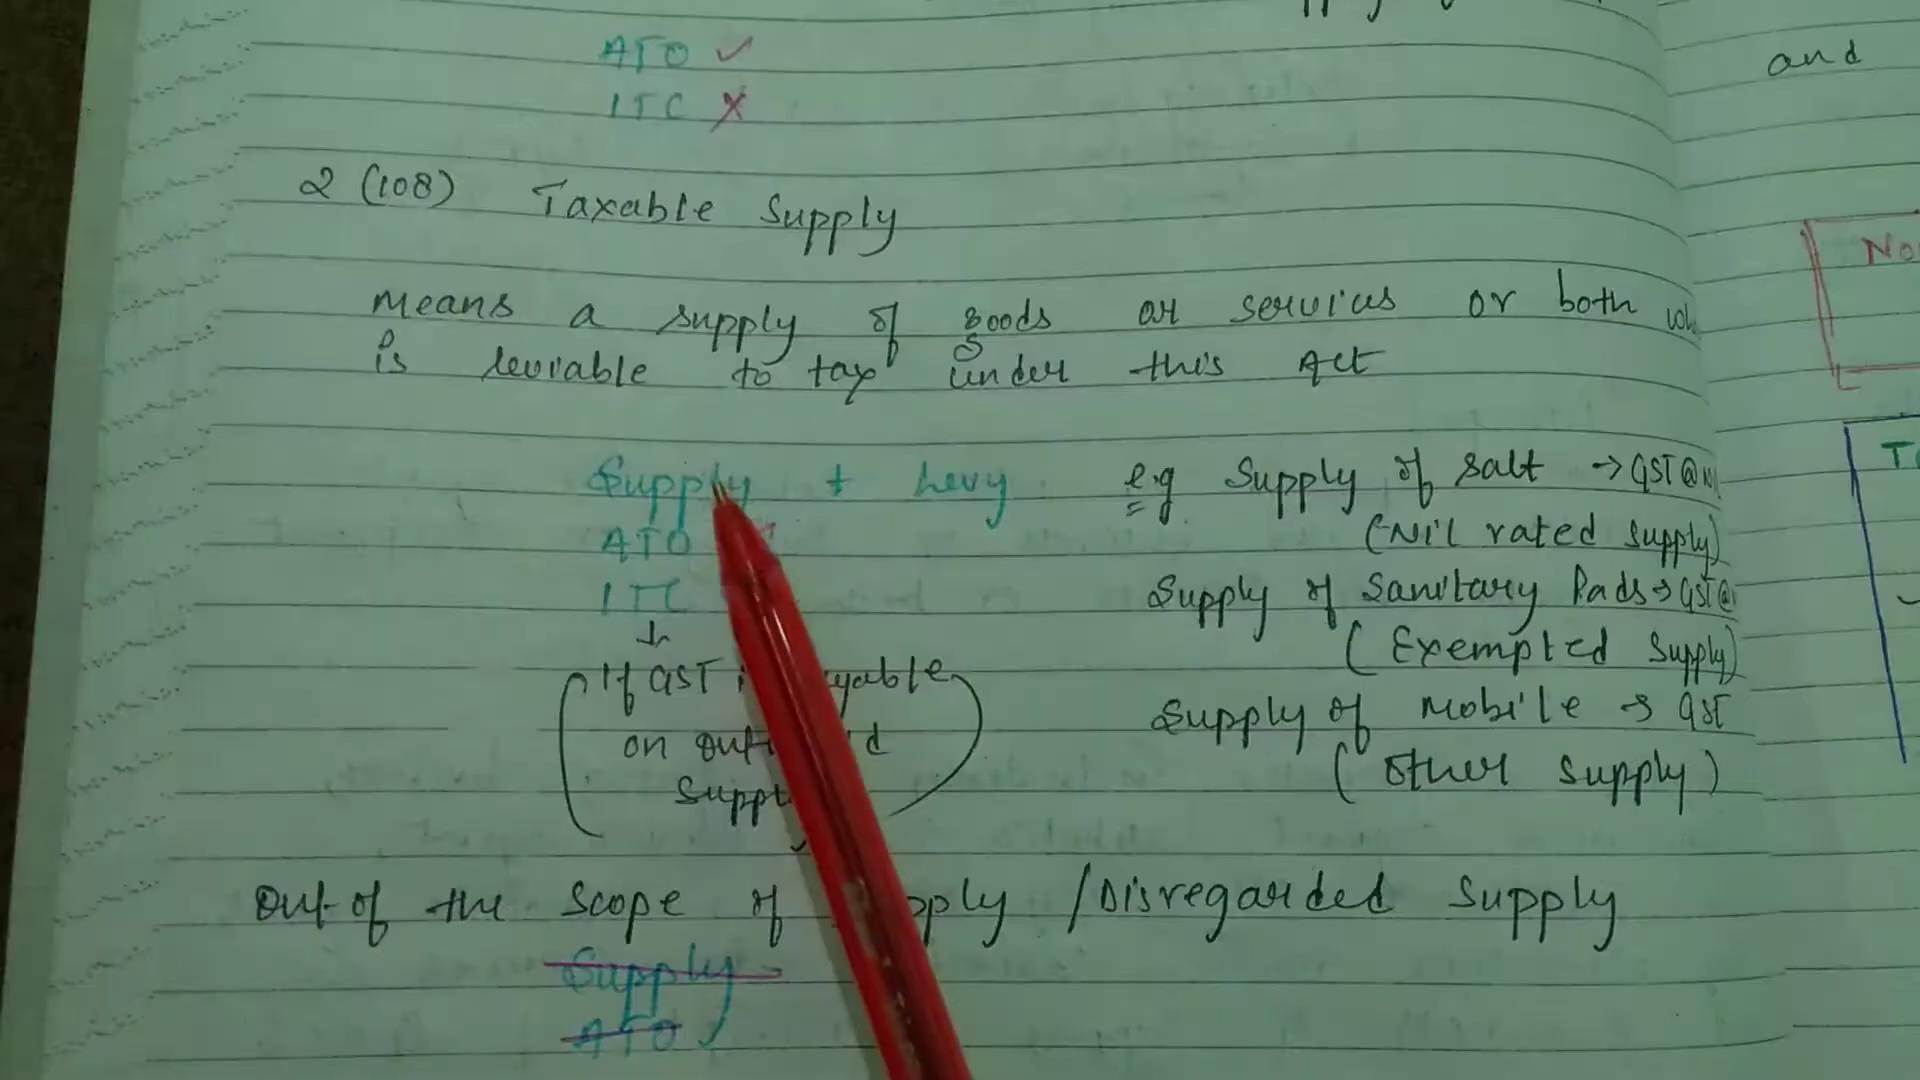 ATO ✓
ITC ✗
and
2 (108) Taxable Supply
No
means a supply of goods or services or both
is leviable to tax under this Act
Supply + Levy
e.g Supply of salt → GST@
(Nil rated supply)
ATO
ITC
Supply of Sanitary Pads → GST@
(Exempted Supply)
If GST
on
Supply of mobile → GST
(Other supply)
Out of the scope of /Disregarded Supply
Supply
ATO